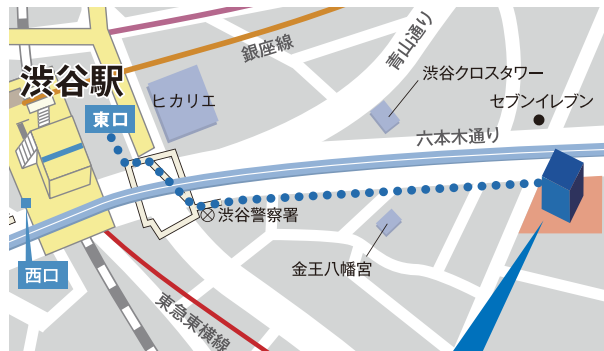 銀座線
青山通り
渋谷駅
渋谷クロスタワー
ヒカリエ
セブンイレブン
東口
六本木通り
渋谷警察署
西口
金王八幡宮
東急東横線